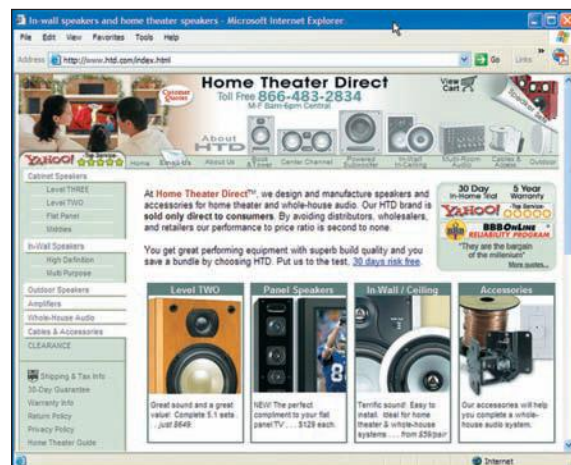 In-wall speakers and home theater speakers - Microsoft Internet Explorer
File Edit View Favorites Tools Help
Address http://www.htd.com/index.html Go Links
Customer Quotes
Home Theater Direct
View Cart
Toll Free 866-483-2834
M-F 8am-6pm Central
Speaker Selector
About HTD
YAHOO! Top Service
Home Email Us About Us Book & Tower Center Channel Powered Subwoofer In-Wall In-Ceiling Multi-Room Audio Cables & Access. Outdoor
Cabinet Speakers
Level THREE
Level TWO
Flat Panel
Middies
In-Wall Speakers
High Definition
Multi Purpose
Outdoor Speakers
Amplifiers
Whole-House Audio
Cables & Accessories
CLEARANCE
Shipping & Tax Info
30-Day Guarantee
Warranty Info
Return Policy
Privacy Policy
Home Theater Guide
At Home Theater Direct™, we design and manufacture speakers and
accessories for home theater and whole-house audio. Our HTD brand is
sold only direct to consumers. By avoiding distributors, wholesalers,
and retailers our performance to price ratio is second to none.
You get great performing equipment with superb build quality and you
save a bundle by choosing HTD. Put us to the test, 30 days risk free.
30 Day In-Home Trial
5 Year Warranty
YAHOO! Top Service
BBBONLINE
RELIABILITY PROGRAM
"They are the bargain
of the millenium"
More quotes...
Level TWO
Great sound and a great
value! Complete 5.1 sets
. . . just $649.
Panel Speakers
NEW! The perfect
compliment to your flat
panel TV . . . $129 each.
In-Wall / Ceiling
Terrific sound! Easy to
install. Ideal for home
theater & whole-house
systems . . . from $59/pair
Accessories
Our accessories will help
you complete a whole-
house audio system.
Internet